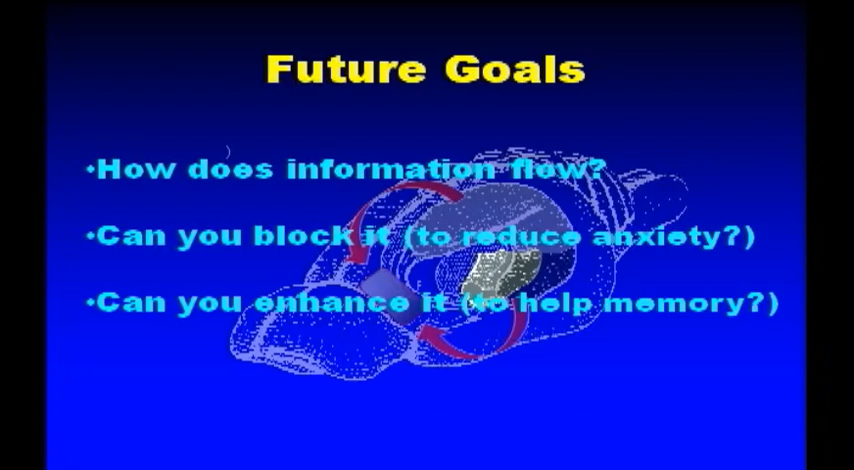 Future Goals
•How does information flow?
•Can you block it (to reduce anxiety?)
•Can you enhance it (to help memory?)